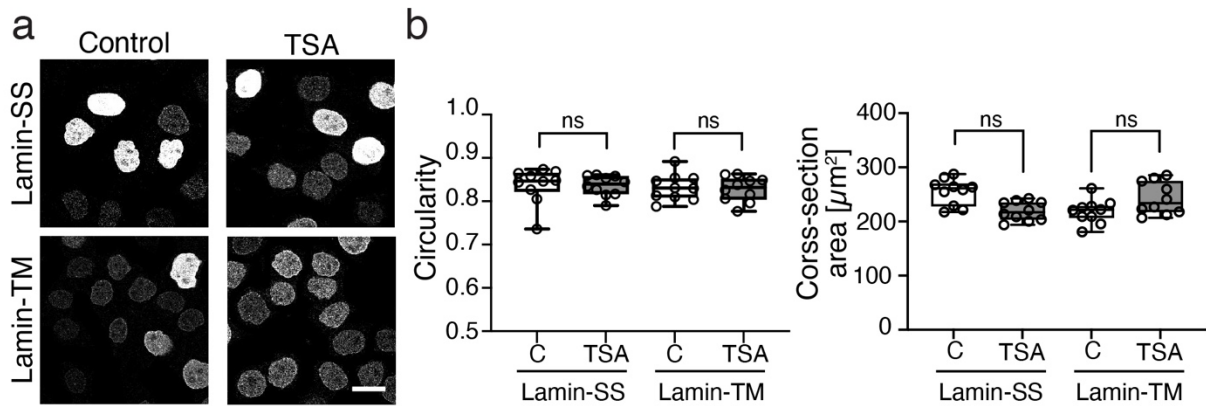 a
Control
TSA
Lamin-SS
Lamin-TM
b
Circularity
1.0
0.9
0.8
0.8
0.6
0.5
ns
ns
C
TSA
C
TSA
Lamin-SS
Lamin-TM
Corss-section
area [µm²]
400
300
200
100
0
ns
ns
C
TSA
C
TSA
Lamin-SS
Lamin-TM